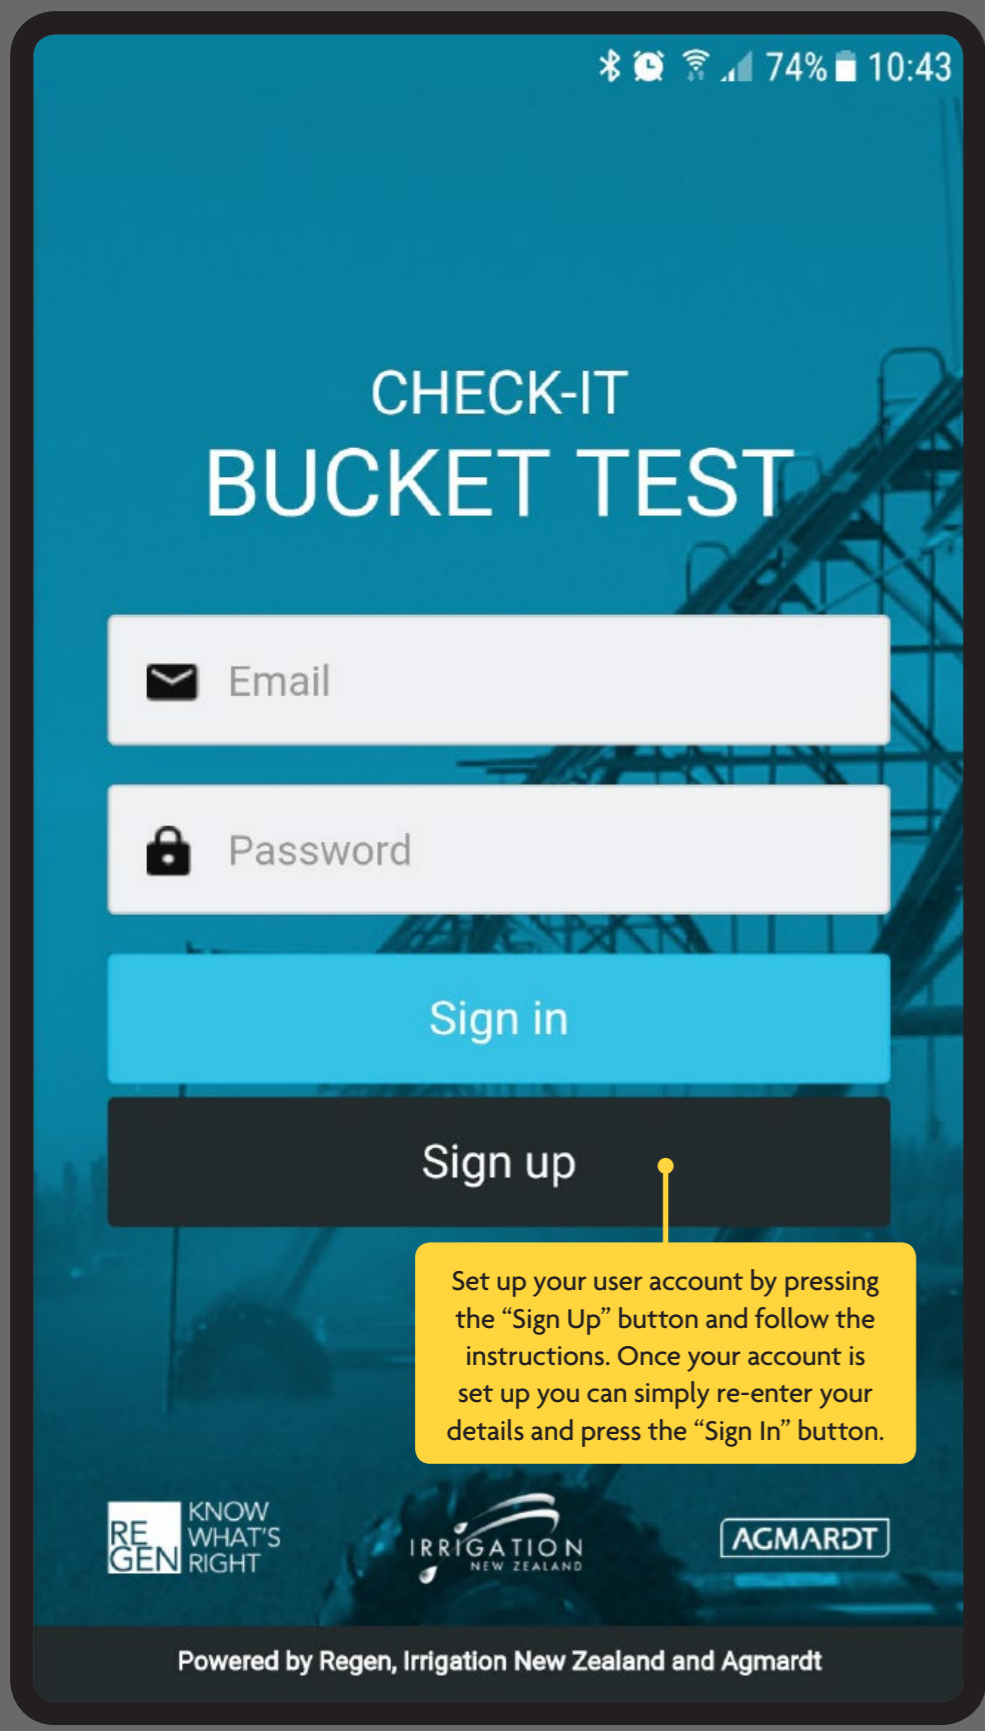 74% 10:43
CHECK-IT
BUCKET TEST
Email
Password
Sign in
Sign up
Set up your user account by pressing
the “Sign Up” button and follow the
instructions. Once your account is
set up you can simply re-enter your
details and press the “Sign In” button.
RE
GEN
KNOW
WHAT'S
RIGHT
IRRIGATION
NEW ZEALAND
AGMARDT
Powered by Regen, Irrigation New Zealand and Agmardt